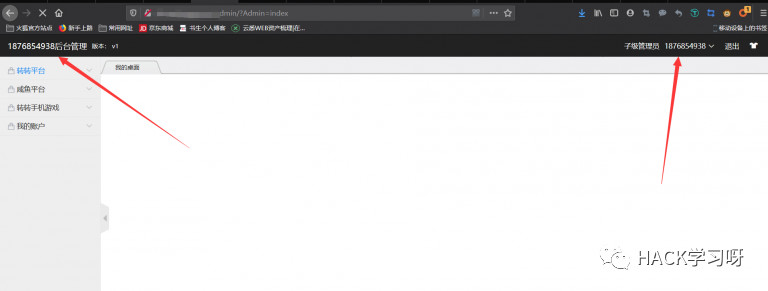 dmin/?Admin=index
火狐官方站点 新手上路 常用网址 JD 京东商城 书生个人博客 云悉WEB资产梳理|在... 移动设备上的书签
1876854938后台管理 版本: v1 子级管理员 1876854938 退出
转转平台 我的桌面
咸鱼平台
转转手机游戏
我的账户
HACK学习呀